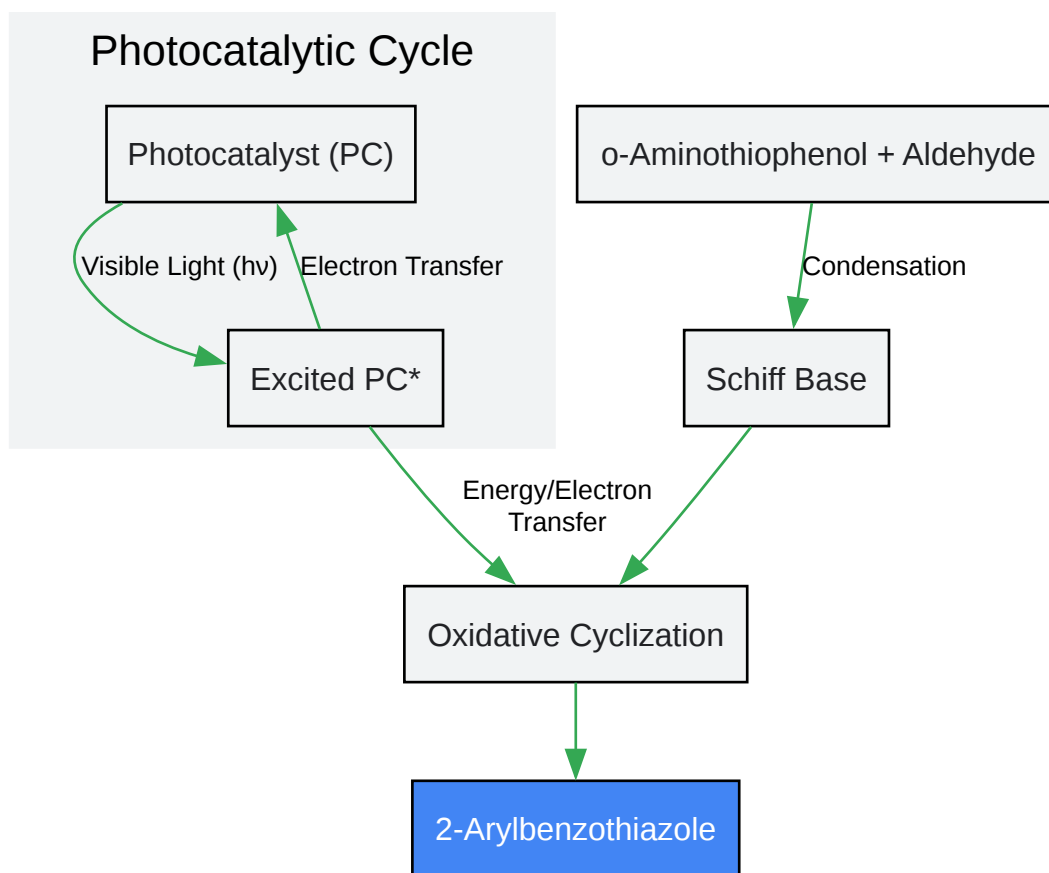 Photocatalytic Cycle
Photocatalyst (PC)
o-Aminothiophenol + Aldehyde
Visible Light (hν)
Electron Transfer
Condensation
Excited PC*
Schiff Base
Energy/Electron
Transfer
Oxidative Cyclization
2-Arylbenzothiazole